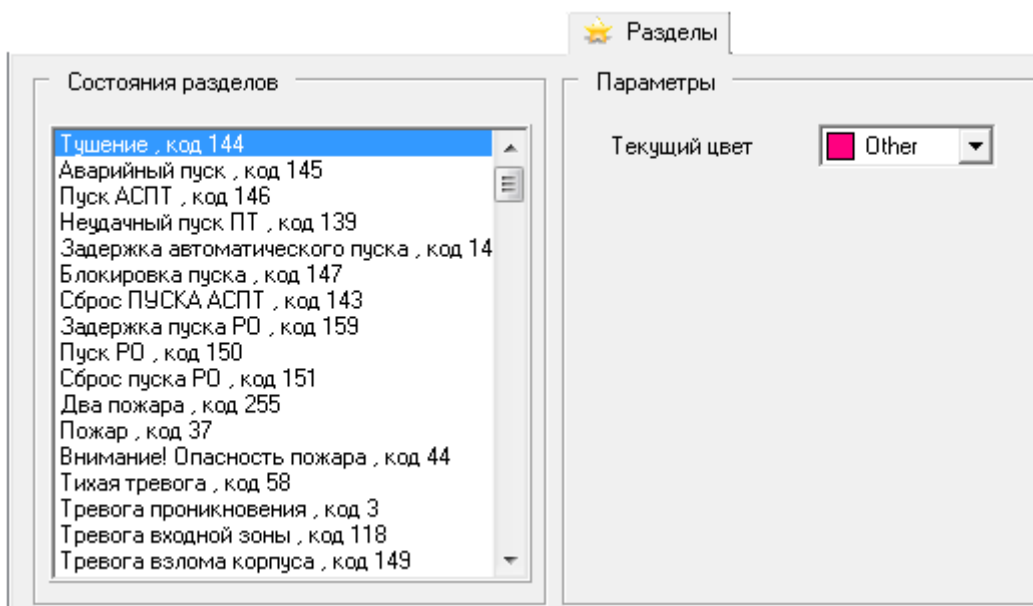 Разделы
Состояния разделов
Тушение , код 144
Аварийный пуск , код 145
Пуск АСПТ , код 146
Неудачный пуск ПТ , код 139
Задержка автоматического пуска , код 14
Блокировка пуска , код 147
Сброс ПУСКА АСПТ , код 143
Задержка пуска РО , код 159
Пуск РО , код 150
Сброс пуска РО , код 151
Два пожара , код 255
Пожар , код 37
Внимание! Опасность пожара , код 44
Тихая тревога , код 58
Тревога проникновения , код 3
Тревога входной зоны , код 118
Тревога взлома корпуса , код 149
Параметры
Текущий цвет
Other